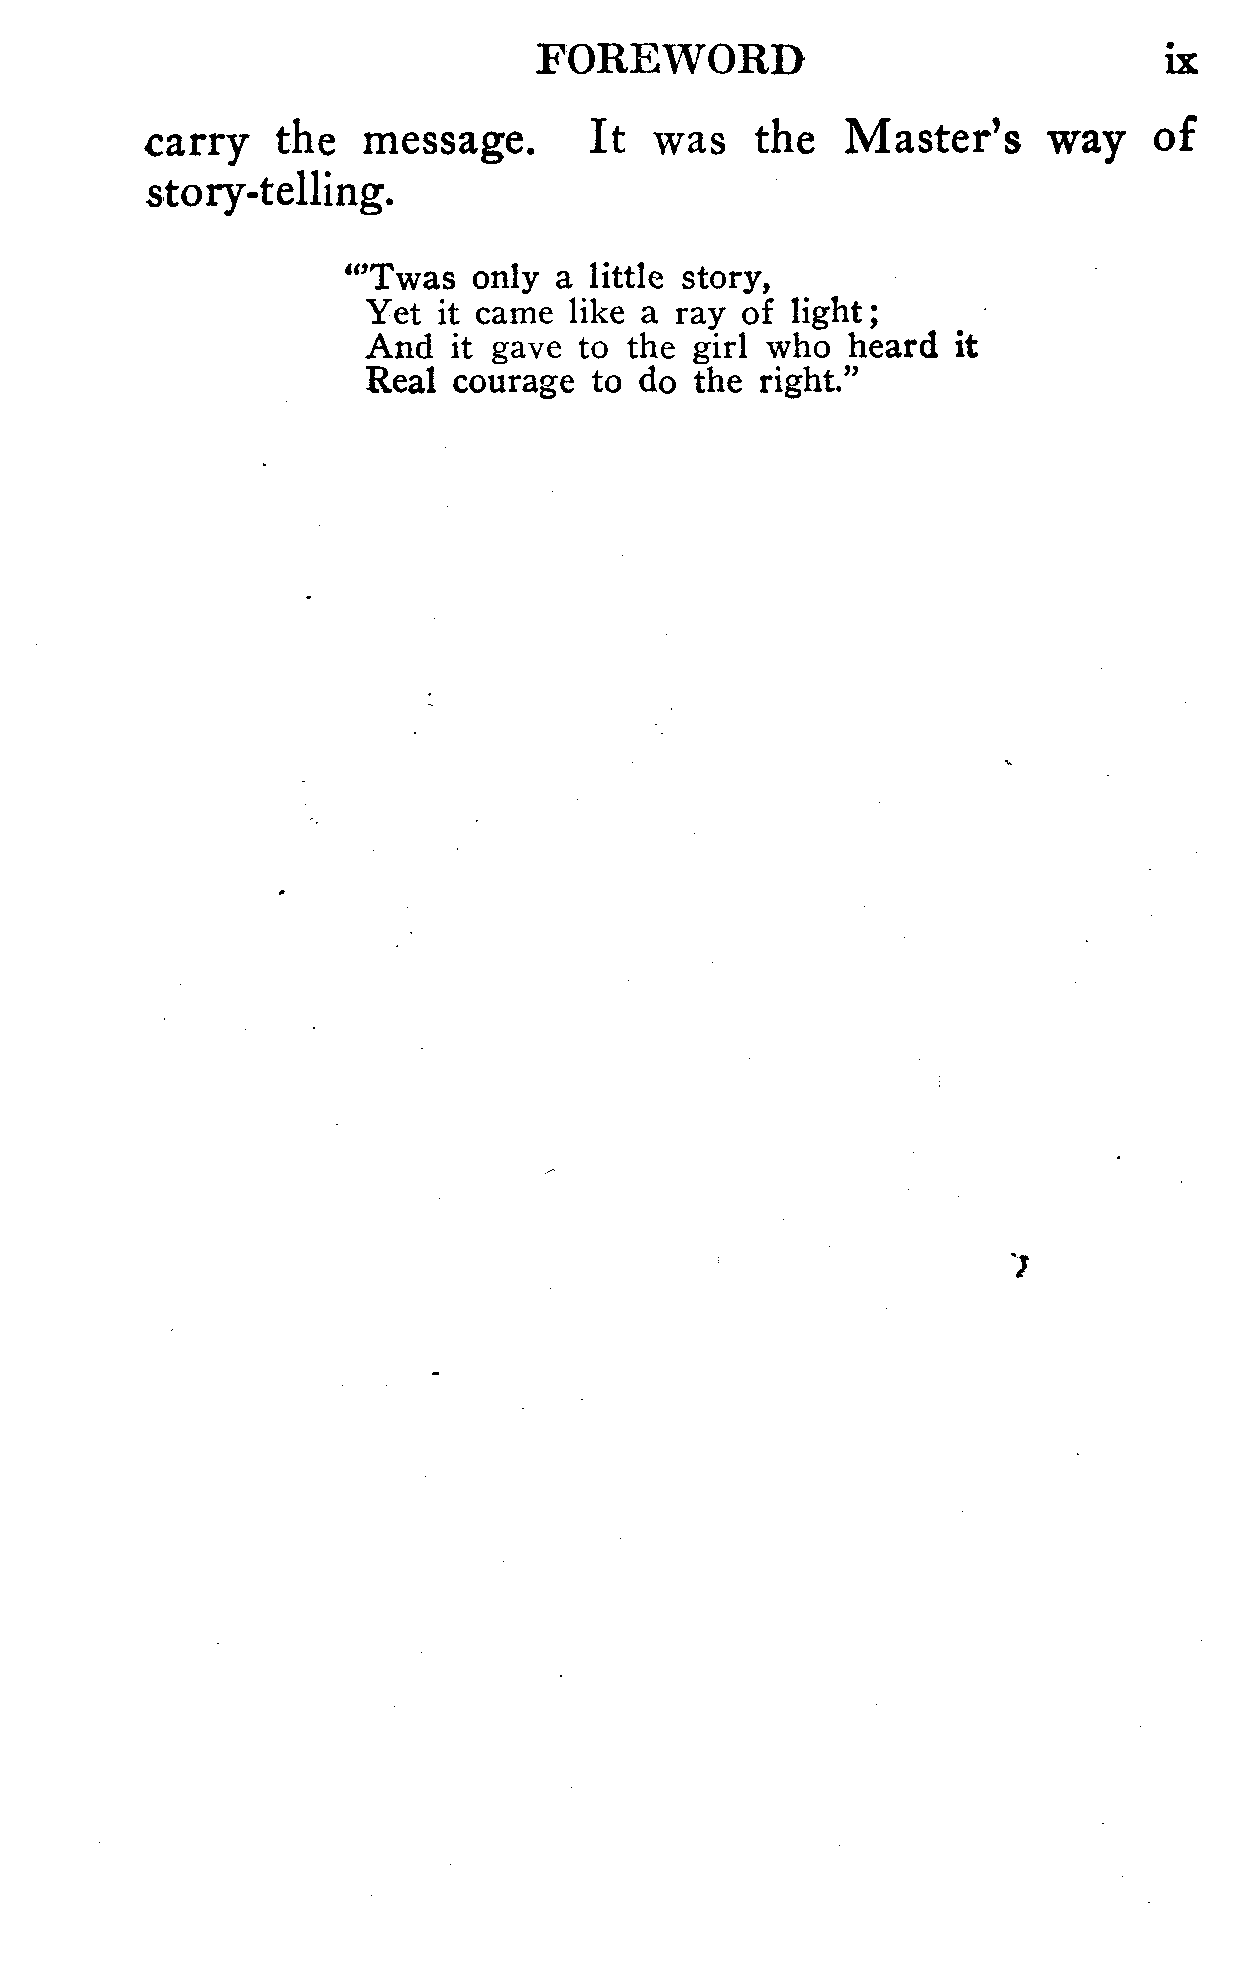 FOREWORD ix
carry the message. It was the Master's way of
story-telling.
"'Twas only a little story,
Yet it came like a ray of light;
And it gave to the girl who heard it
Real courage to do the right."